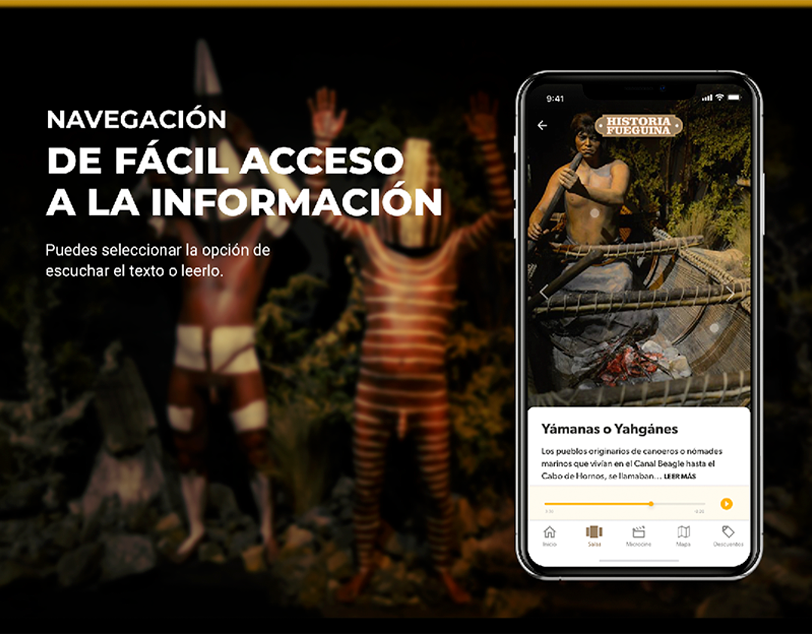 NAVEGACIÓN
DE FÁCIL ACCESO
A LA INFORMACIÓN
Puedes seleccionar la opción de
escuchar el texto o leerlo.
9:41
HISTORIA
FUEGUINA
Yámanas o Yahgánes
Los pueblos originarios de canoeros o nómades
marinos que vivían en el Canal Beagle hasta el
Cabo de Hornos, se llamaban... LEER MÁS
Inicio Salas Microcine Mapa Descuentos